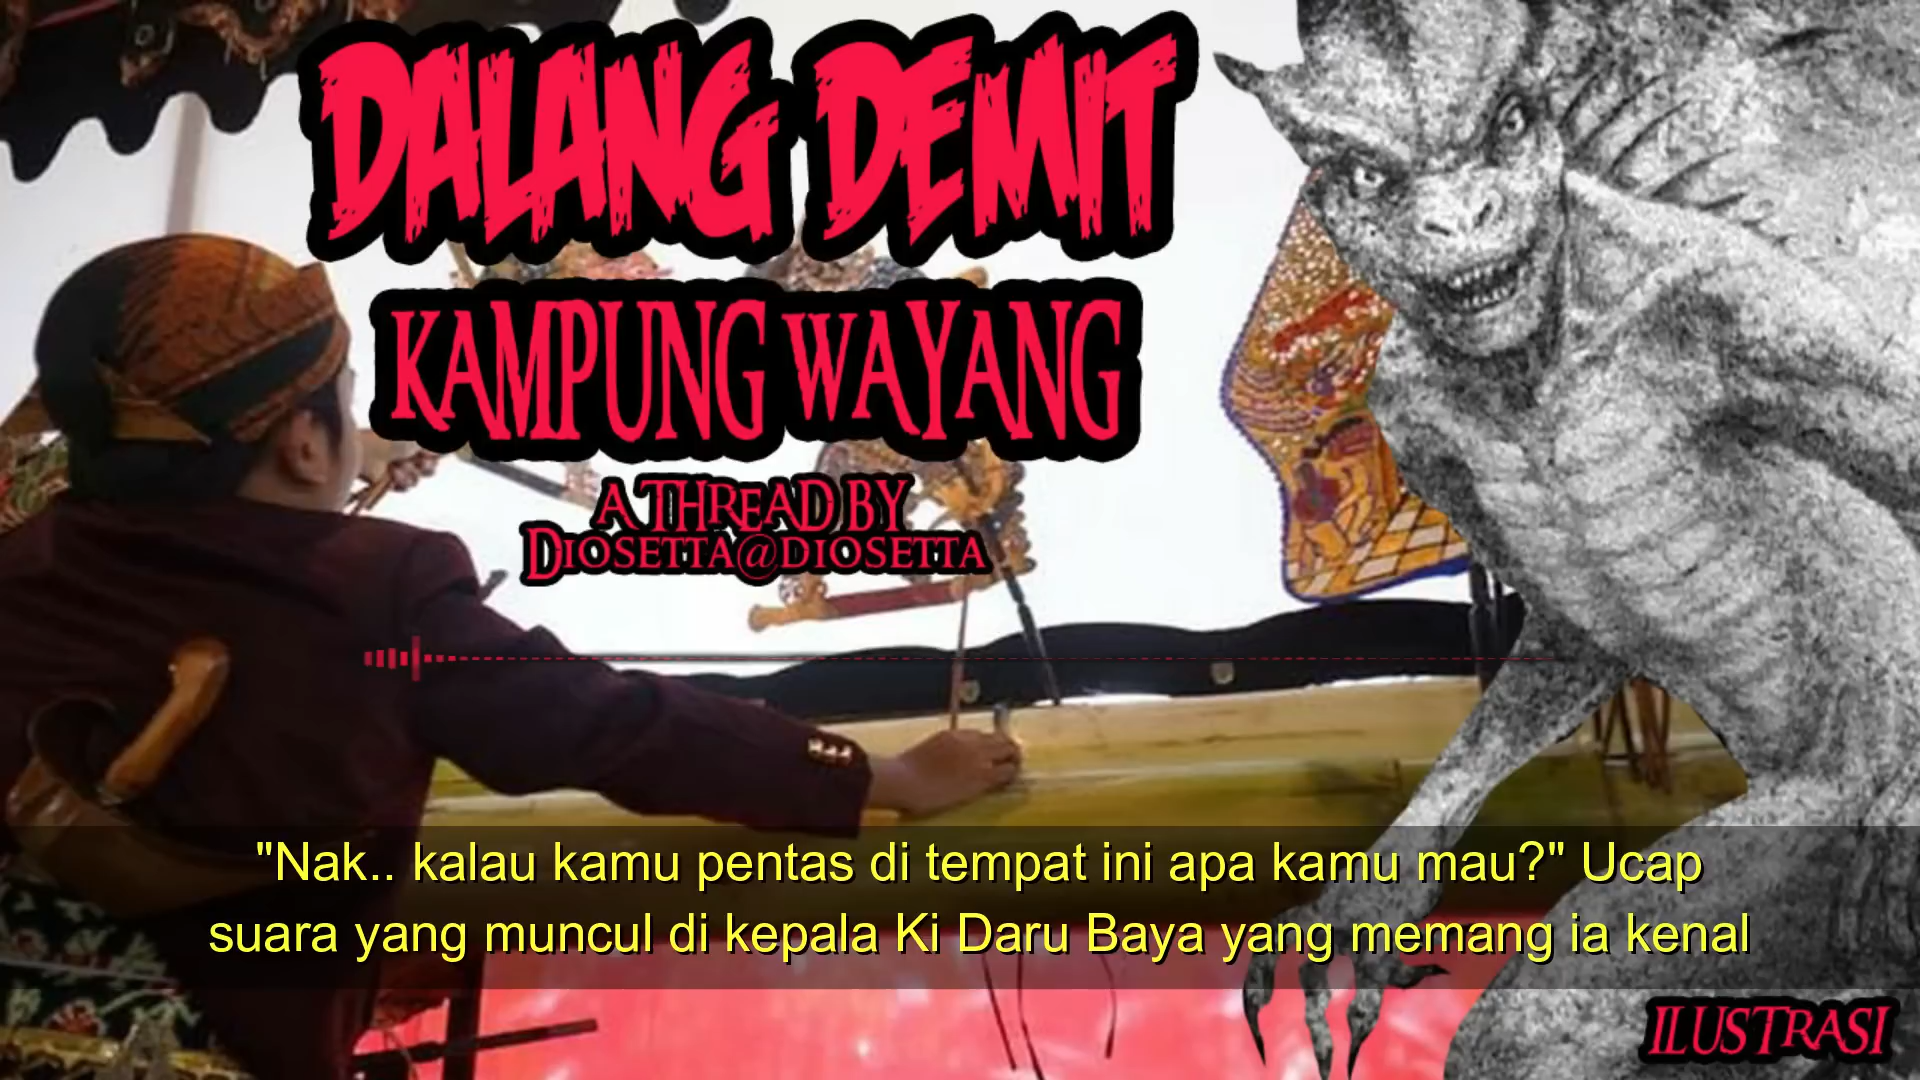 DALANG DEMIT
KAMPUNG WAYANG
A THREAD BY
DIOSETTA@DIOSETTA
"Nak.. kalau kamu pentas di tempat ini apa kamu mau?" Ucap
suara yang muncul di kepala Ki Daru Baya yang memang ia kenal
ILUSTRASI